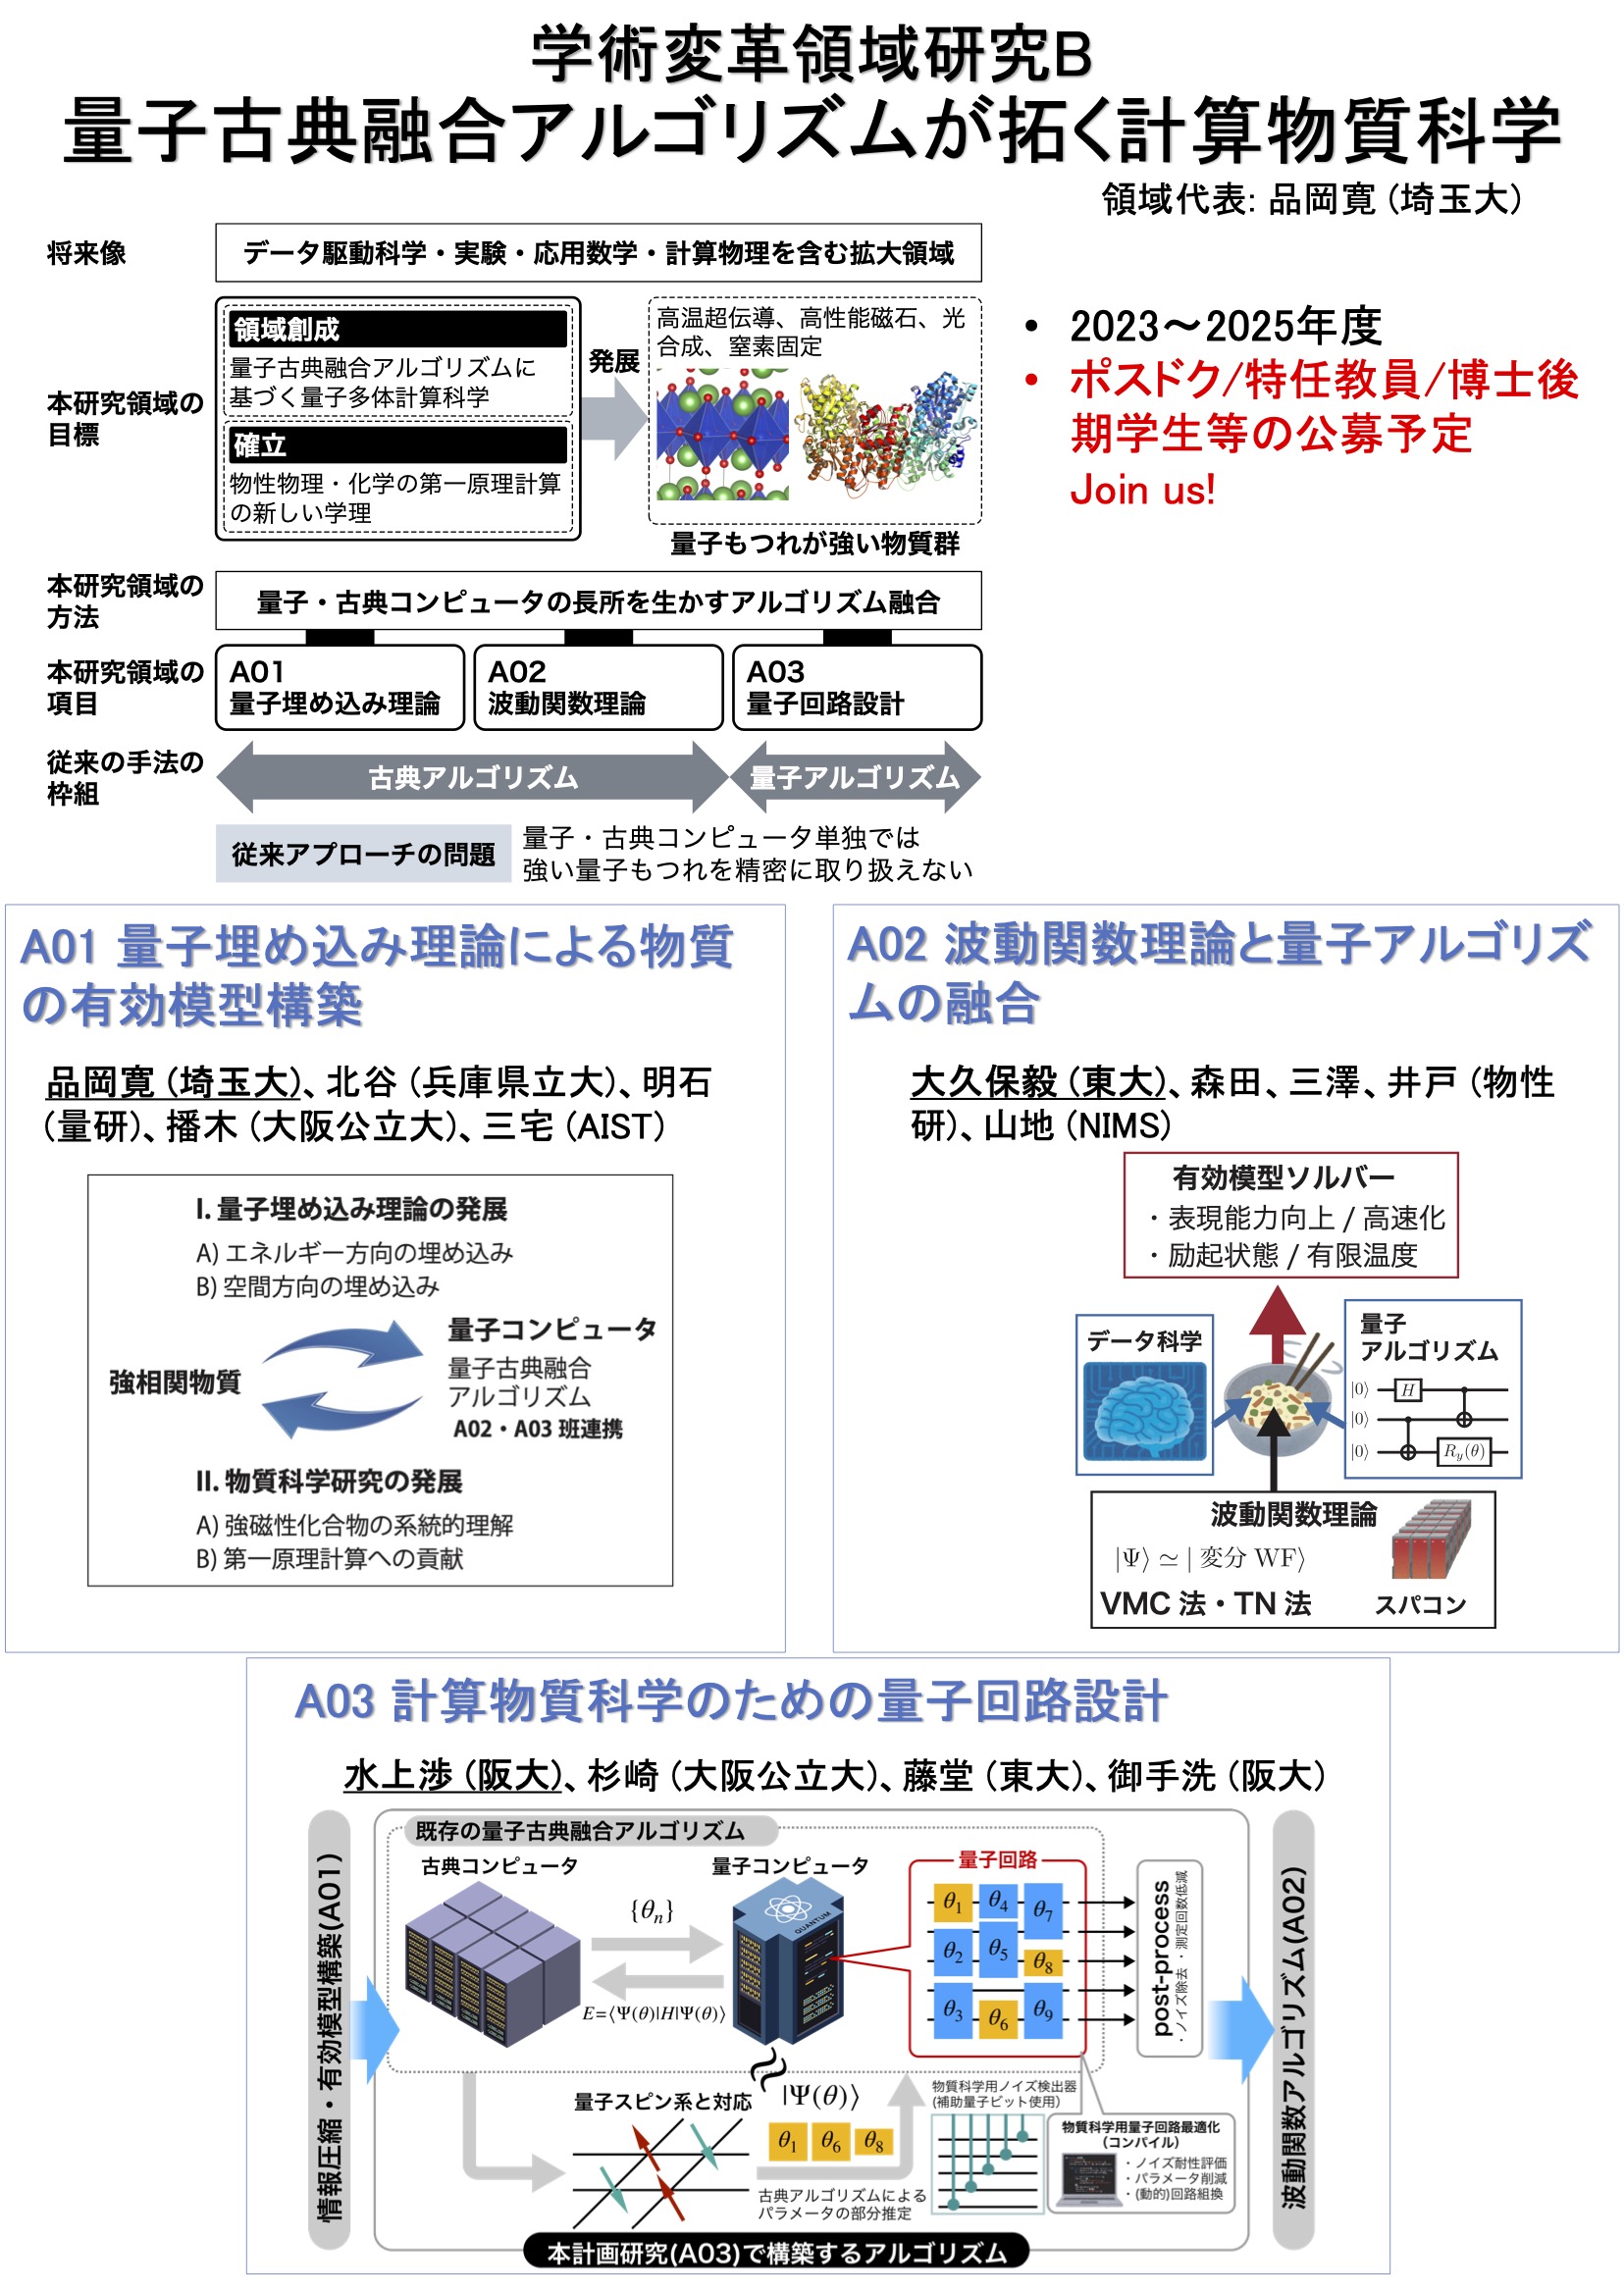 学術変革領域研究B
量子古典融合アルゴリズムが拓く計算物質科学
領域代表: 品岡寛 (埼玉大)
将来像
データ駆動科学・実験・応用数学・計算物理を含む拡大領域
本研究領域の
目標
領域創成
量子古典融合アルゴリズムに
基づく量子多体計算科学
確立
物性物理・化学の第一原理計算
の新しい学理
発展
高温超伝導、高性能磁石、光
合成、窒素固定
量子もつれが強い物質群
• 2023〜2025年度
• ポスドク/特任教員/博士後
期学生等の公募予定
Join us!
本研究領域の
方法
量子・古典コンピュータの長所を生かすアルゴリズム融合
本研究領域の
項目
A01
量子埋め込み理論
A02
波動関数理論
A03
量子回路設計
従来の手法の
枠組
古典アルゴリズム
量子アルゴリズム
従来アプローチの問題
量子・古典コンピュータ単独では
強い量子もつれを精密に取り扱えない
A01 量子埋め込み理論による物質
の有効模型構築
品岡寛 (埼玉大)、北谷 (兵庫県立大)、明石
(量研)、播木 (大阪公立大)、三宅 (AIST)
I. 量子埋め込み理論の発展
A) エネルギー方向の埋め込み
B) 空間方向の埋め込み
強相関物質
量子コンピュータ
量子古典融合
アルゴリズム
A02・A03 班連携
II. 物質科学研究の発展
A) 強磁性化合物の系統的理解
B) 第一原理計算への貢献
A02 波動関数理論と量子アルゴリズ
ムの融合
大久保毅 (東大)、森田、三澤、井戸 (物性
研)、山地 (NIMS)
有効模型ソルバー
・表現能力向上 / 高速化
・励起状態 / 有限温度
データ科学
量子
アルゴリズム
|0⟩ H
|0⟩
|0⟩ Ry(θ)
波動関数理論
|Ψ⟩ ≃ | 変分 WF⟩
VMC 法・TN 法
スパコン
A03 計算物質科学のための量子回路設計
水上渉 (阪大)、杉崎 (大阪公立大)、藤堂 (東大)、御手洗 (阪大)
情報圧縮・有効模型構築(A01)
既存の量子古典融合アルゴリズム
古典コンピュータ
量子コンピュータ
{θn}
E=⟨Ψ(θ)|H|Ψ(θ)⟩
QUANTUM
量子回路
θ1 θ4 θ7
θ2 θ5 θ8
θ3 θ6 θ9
post-process
・ノイズ除去 ・測定回数低減
波動関数アルゴリズム(A02)
量子スピン系と対応
|Ψ(θ)⟩
θ1 θ6 θ8
古典アルゴリズムによる
パラメータの部分推定
物質科学用ノイズ検出器
(補助量子ビット使用)
物質科学用量子回路最適化
(コンパイル)
・ノイズ耐性評価
・パラメータ削減
・(動的)回路組換
本計画研究(A03)で構築するアルゴリズム